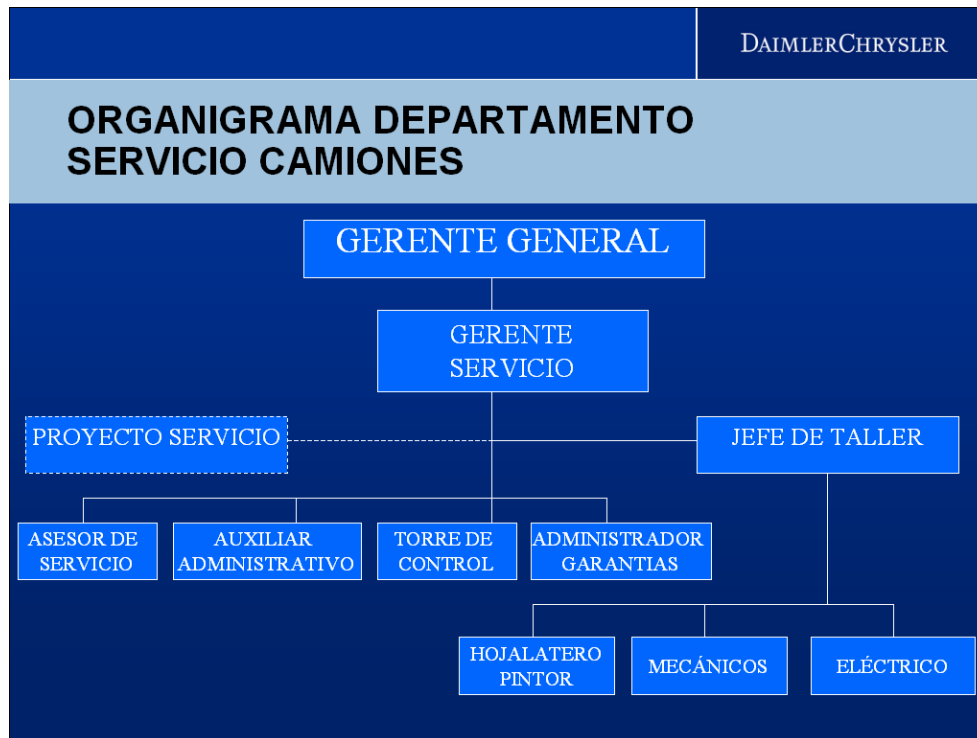 DAIMLERCHRYSLER
ORGANIGRAMA DEPARTAMENTO
SERVICIO CAMIONES
GERENTE GENERAL
GERENTE
SERVICIO
PROYECTO SERVICIO
JEFE DE TALLER
ASESOR DE
SERVICIO
AUXILIAR
ADMINISTRATIVO
TORRE DE
CONTROL
ADMINISTRADOR
GARANTIAS
HOJALATERO
PINTOR
MECÁNICOS
ELÉCTRICO